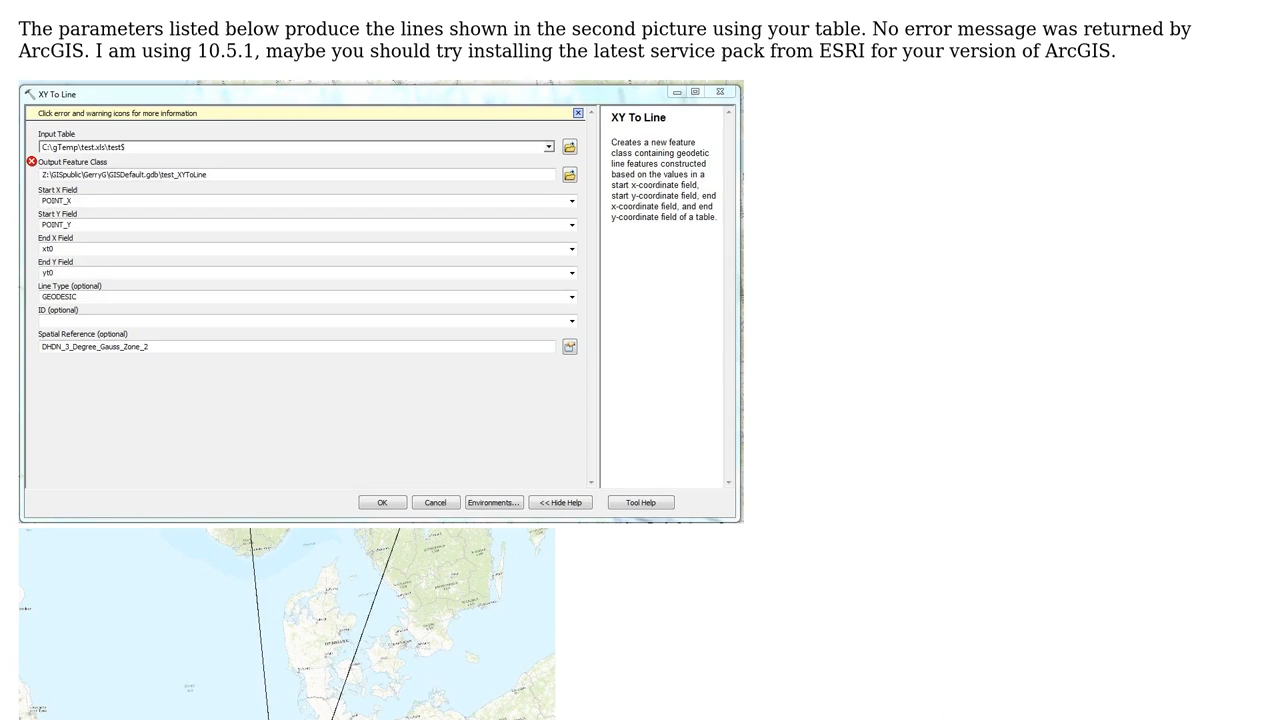 The parameters listed below produce the lines shown in the second picture using your table. No error message was returned by
ArcGIS. I am using 10.5.1, maybe you should try installing the latest service pack from ESRI for your version of ArcGIS.
XY To Line
Click error and warning icons for more information
Input Table
C:\gTemp\test.xls\test$
Output Feature Class
Z:\GISpublic\GerryG\GISDefault.gdb\test_XYToLine
Start X Field
POINT_X
Start Y Field
POINT_Y
End X Field
xt0
End Y Field
yt0
Line Type (optional)
GEODESIC
ID (optional)
Spatial Reference (optional)
DHDN_3_Degree_Gauss_Zone_2
OK
Cancel
Environments...
<< Hide Help
XY To Line
Creates a new feature
class containing geodetic
line features constructed
based on the values in a
start x-coordinate field,
start y-coordinate field, end
x-coordinate field, and end
y-coordinate field of a table.
Tool Help